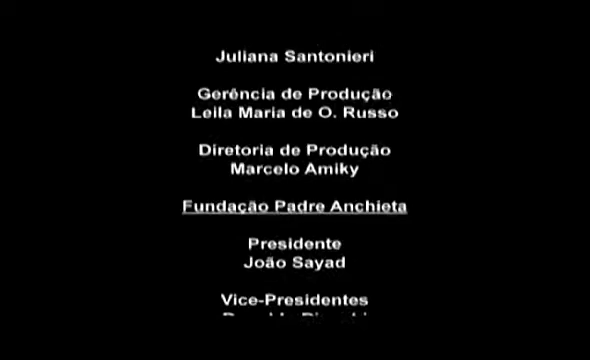 Juliana Santonieri
Gerência de Produção
Leila Maria de O. Russo
Diretoria de Produção
Marcelo Amiky
Fundação Padre Anchieta
Presidente
João Sayad
Vice-Presidentes